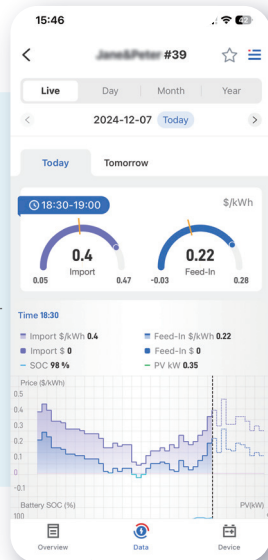 15:46
42
#39
Live Day Month Year
2024-12-07 Today
Today Tomorrow
18:30-19:00 $/kWh
0.4 0.22
Import Feed-In
0.05 0.47 -0.03 0.28
Time 18:30
Import $/kWh 0.4 Feed-In $/kWh 0.22
Import $ 0 Feed-In $ 0
SOC 98 % PV kW 0.35
Price ($/kWh)
0.5
0.4
0.3
0.2
0.1
0
-0.1
Battery SOC (%) PV(kW)
100
Overview Data Device